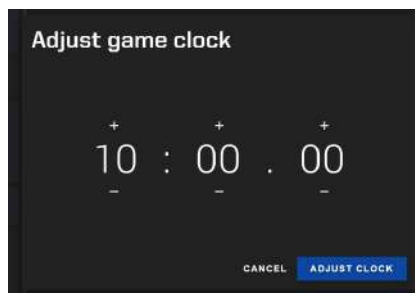 Adjust game clock
+ + +
10 : 00 . 00
– – –
CANCEL ADJUST CLOCK